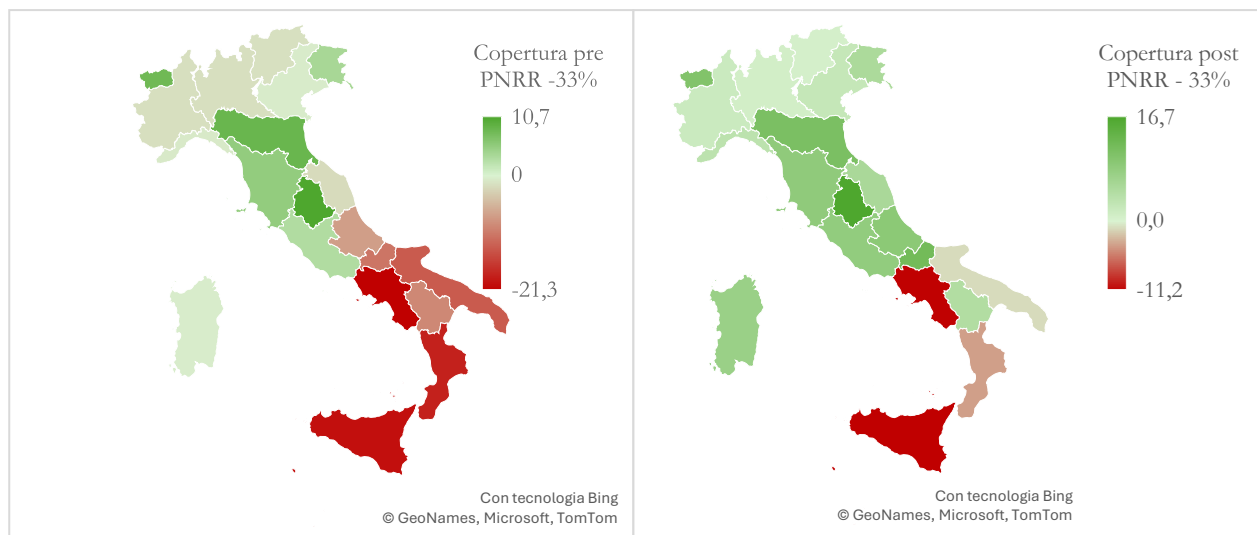 Copertura pre
PNRR -33%
10,7
0
-21,3
Con tecnologia Bing
© GeoNames, Microsoft, TomTom
Copertura post
PNRR - 33%
16,7
0,0
-11,2
Con tecnologia Bing
© GeoNames, Microsoft, TomTom